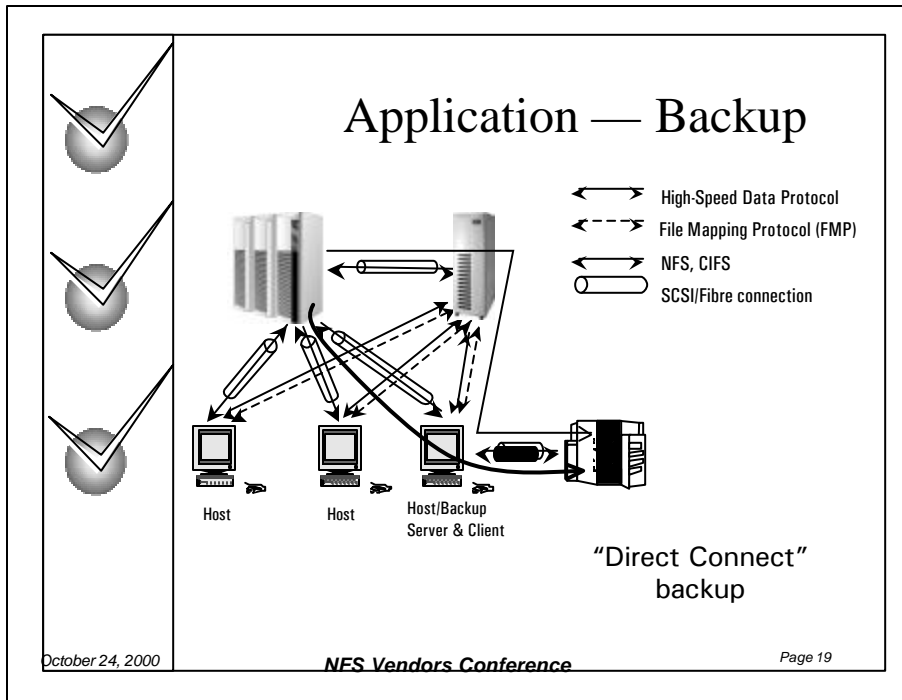 Application — Backup
High-Speed Data Protocol
File Mapping Protocol (FMP)
NFS, CIFS
SCSI/Fibre connection
Host
Host
Host/Backup
Server & Client
“Direct Connect”
backup
October 24, 2000
NFS Vendors Conference
Page 19